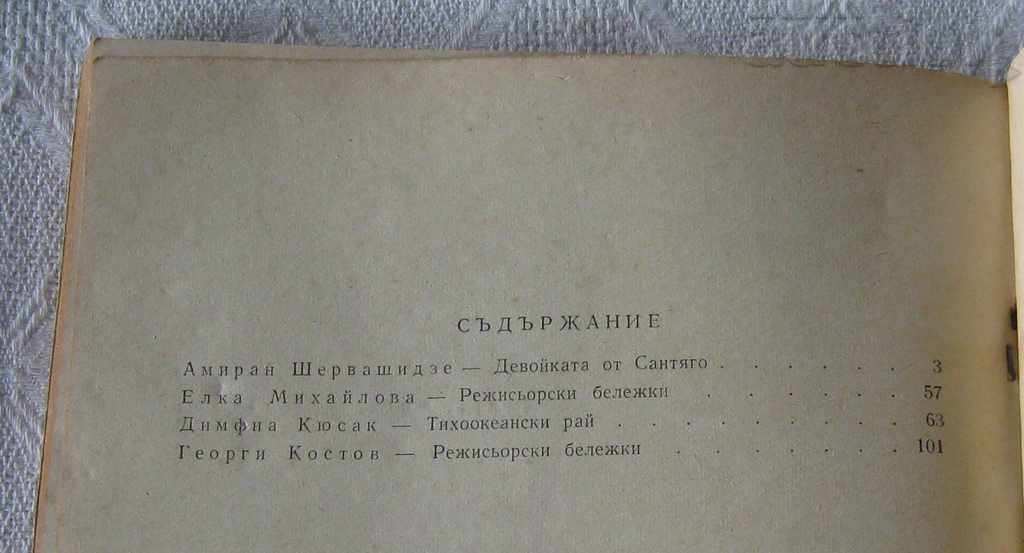 СЪДЪРЖАНИЕ
Амиран Шервашидзе — Девойката от Сантяго . . . . . . 3
Елка Михайлова — Режисьорски бележки . . . . . . 57
Димфна Кюсак — Тихоокеански рай . . . . . . . . . 63
Георги Костов — Режисьорски бележки . . . . . . . 101